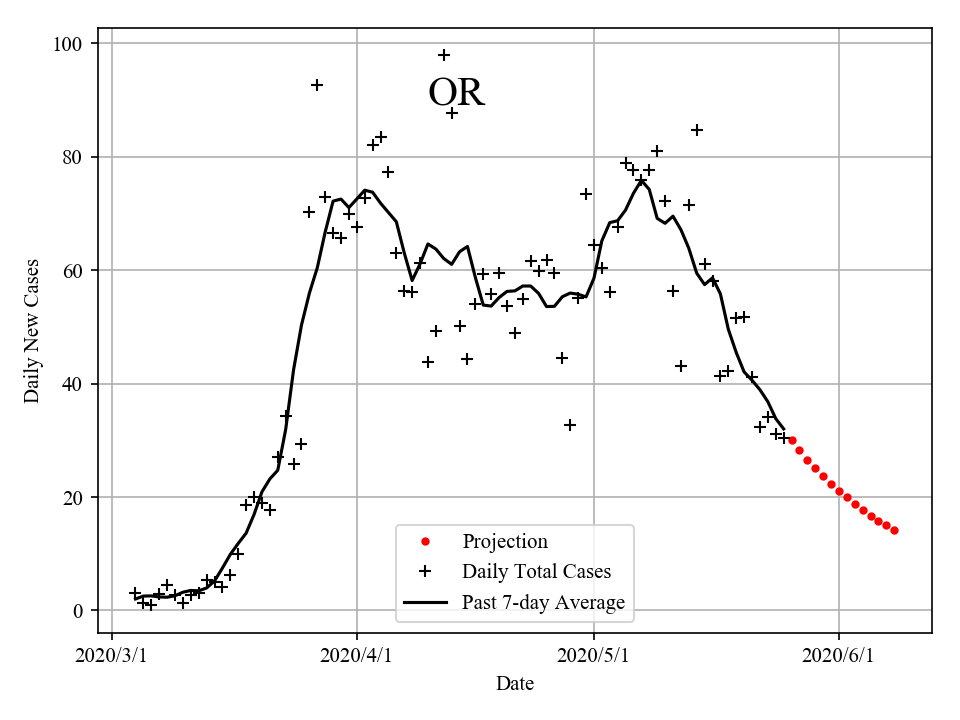 100
OR
80
60
40
20
0
Daily New Cases
Projection
Daily Total Cases
Past 7-day Average
2020/3/1 2020/4/1 2020/5/1 2020/6/1
Date